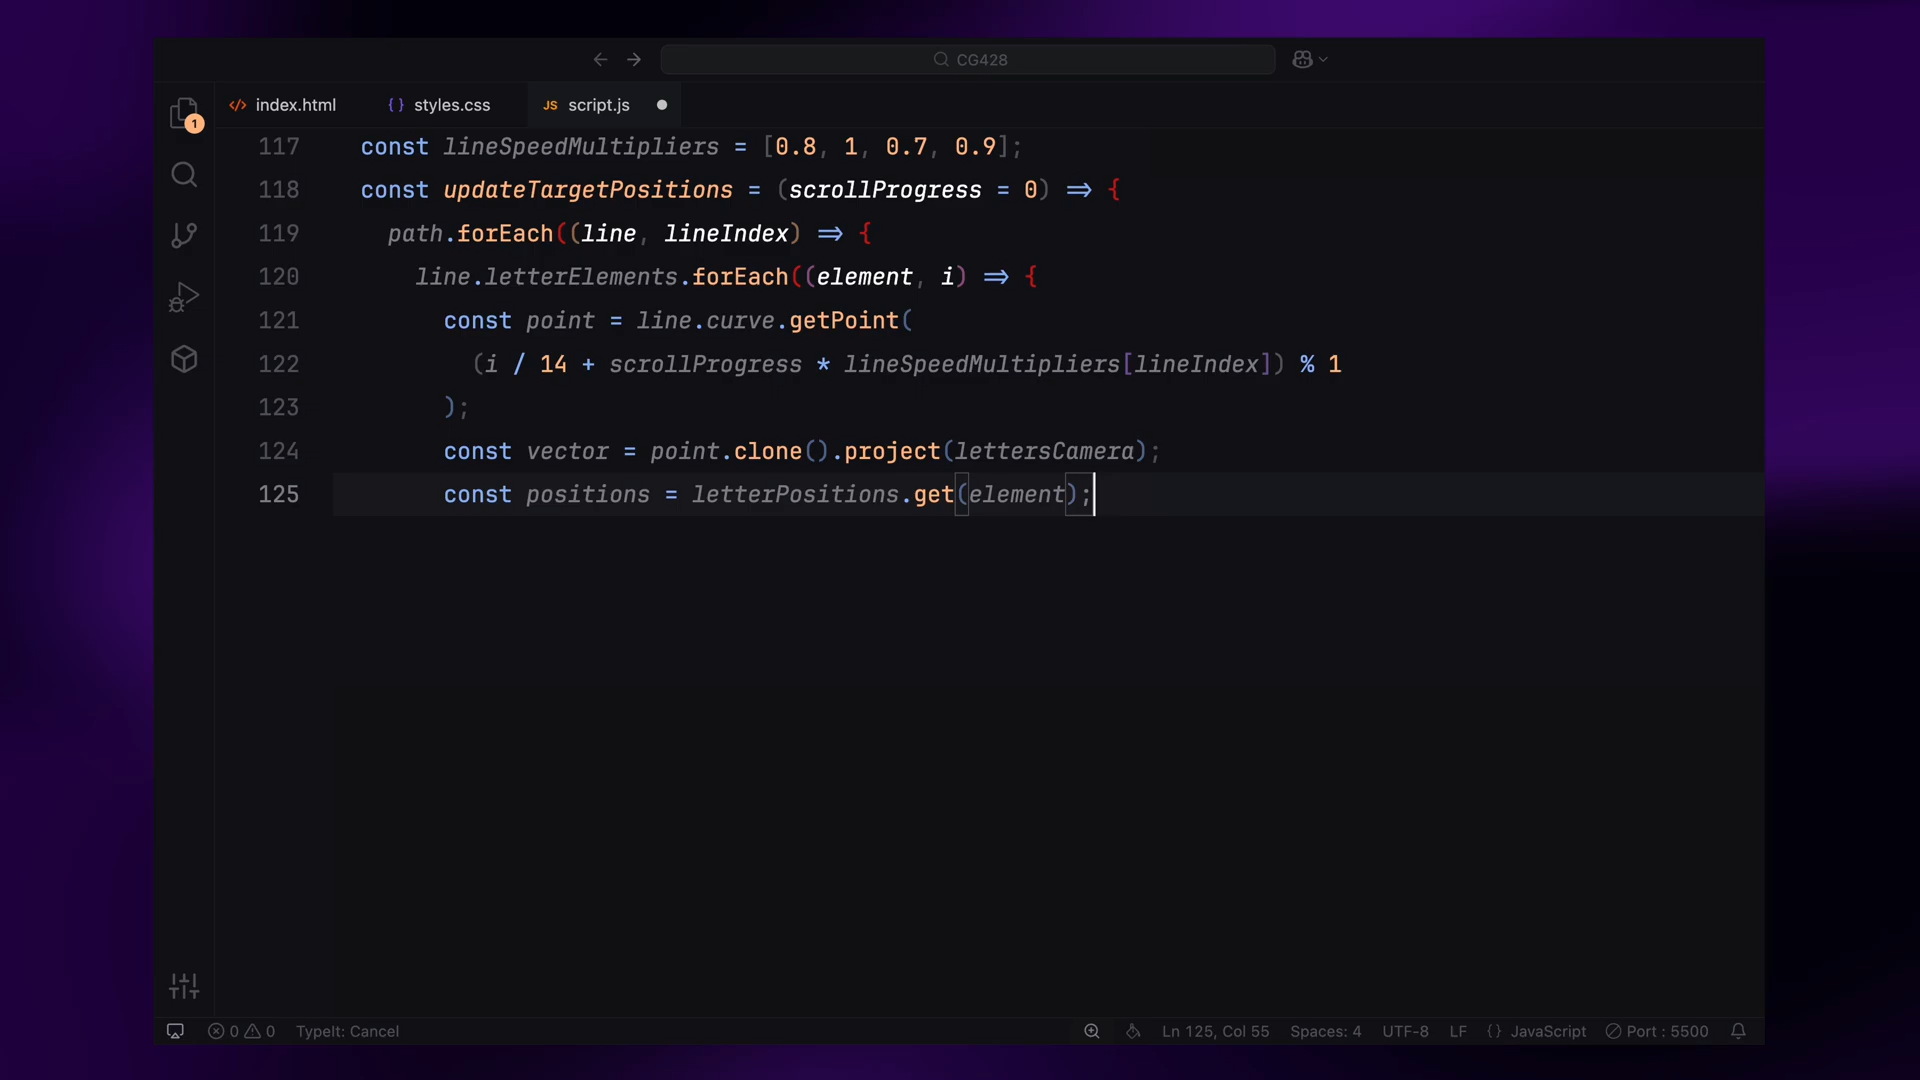 CG428
index.html
styles.css
JS script.js
1
117 const lineSpeedMultipliers = [0.8, 1, 0.7, 0.9];
118 const updateTargetPositions = (scrollProgress = 0) => {
119 path.forEach((line, lineIndex) => {
120 line.letterElements.forEach((element, i) => {
121 const point = line.curve.getPoint(
122 (i / 14 + scrollProgress * lineSpeedMultipliers[lineIndex]) % 1
123 );
124 const vector = point.clone().project(lettersCamera);
125 const positions = letterPositions.get(element);
0 0 TypeIt: Cancel Ln 125, Col 55 Spaces: 4 UTF-8 LF {} JavaScript Port : 5500